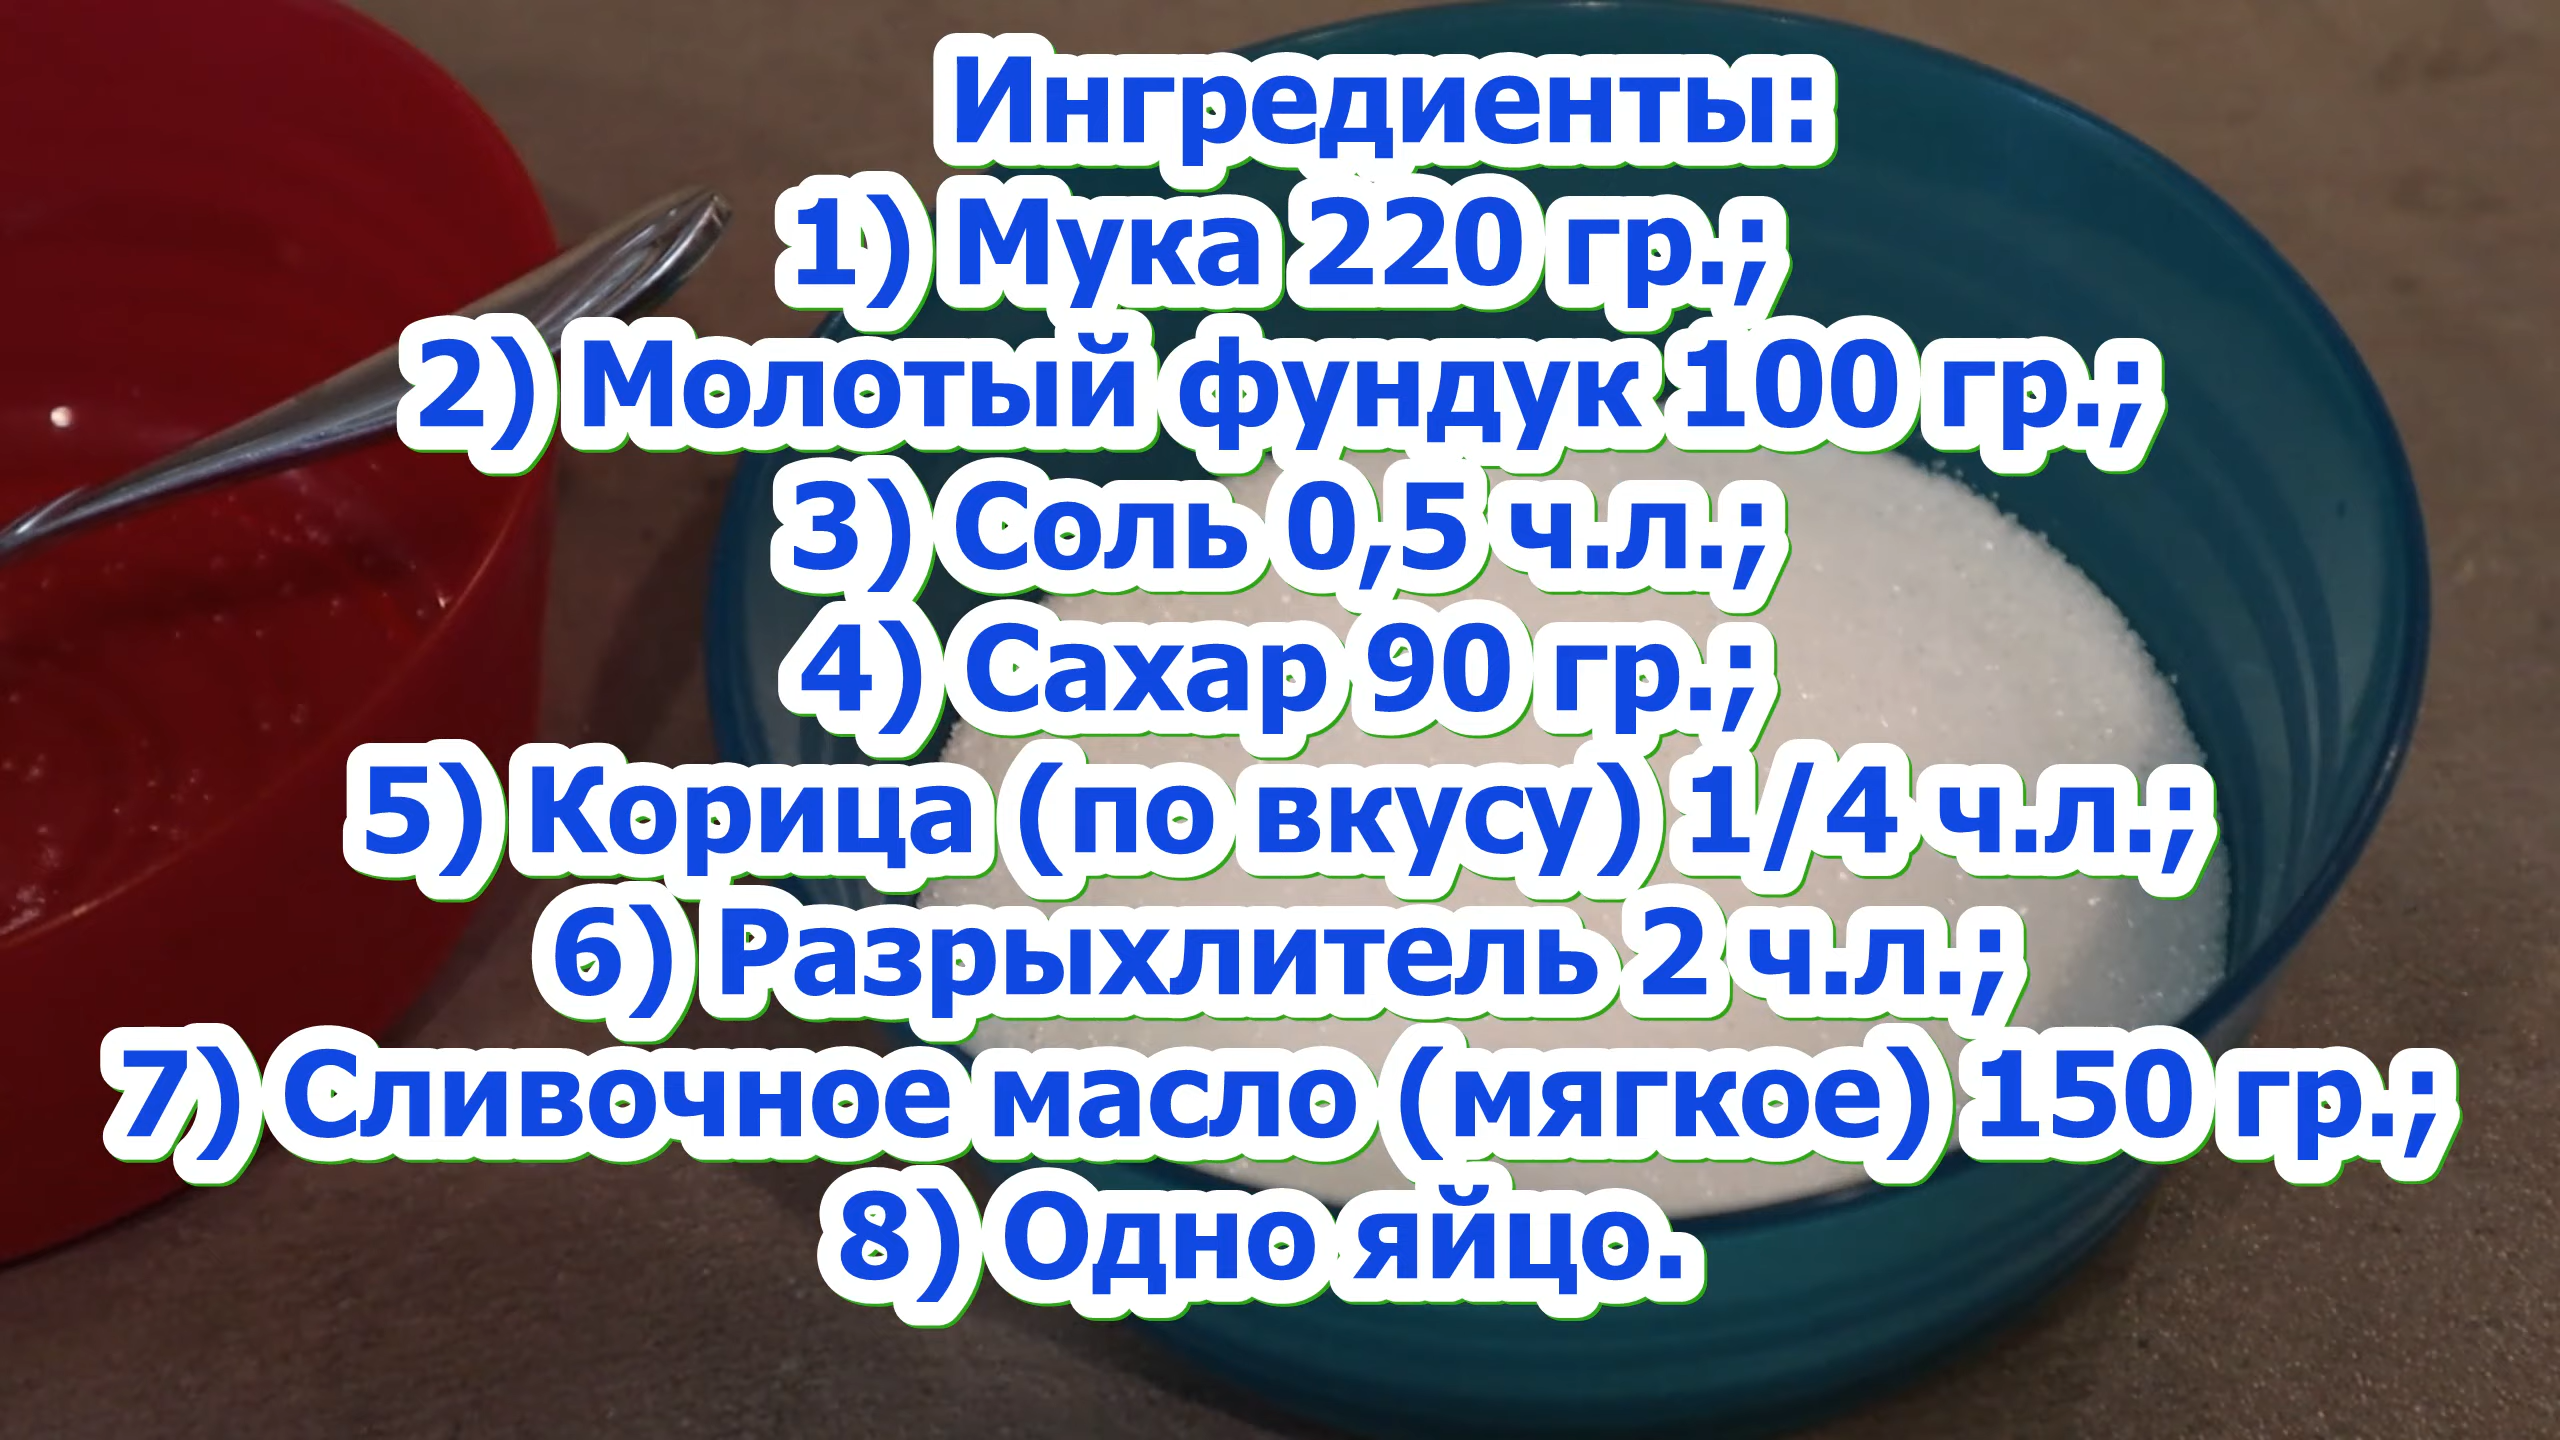 Ингредиенты:
1) Мука 220 гр.;
2) Молотый фундук 100 гр.;
3) Соль 0,5 ч.л.;
4) Сахар 90 гр.;
5) Корица (по вкусу) 1/4 ч.л.;
6) Разрыхлитель 2 ч.л.;
7) Сливочное масло (мягкое) 150 гр.;
8) Одно яйцо.